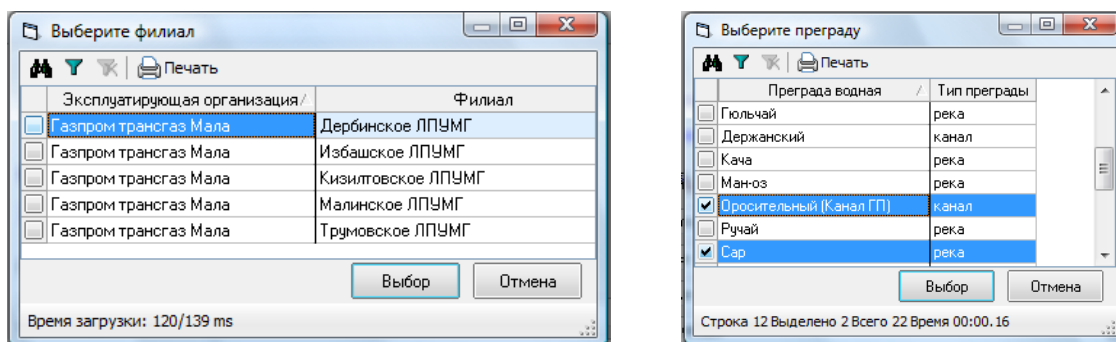 Выберите филиал
Печать
Эксплуатирующая организация Филиал
Газпром трансгаз Мала Дербинское ЛПУМГ
Газпром трансгаз Мала Избашское ЛПУМГ
Газпром трансгаз Мала Кизилтовское ЛПУМГ
Газпром трансгаз Мала Малинское ЛПУМГ
Газпром трансгаз Мала Трумовское ЛПУМГ
Выбор Отмена
Время загрузки: 120/139 ms
Выберите преграду
Печать
Преграда водная Тип преграды
Гюльчай река
Держанский канал
Кача река
Ман-оз река
Оросительный (Канал ГП) канал
Ручай река
Сар река
Выбор Отмена
Строка 12 Выделено 2 Всего 22 Время 00:00.16